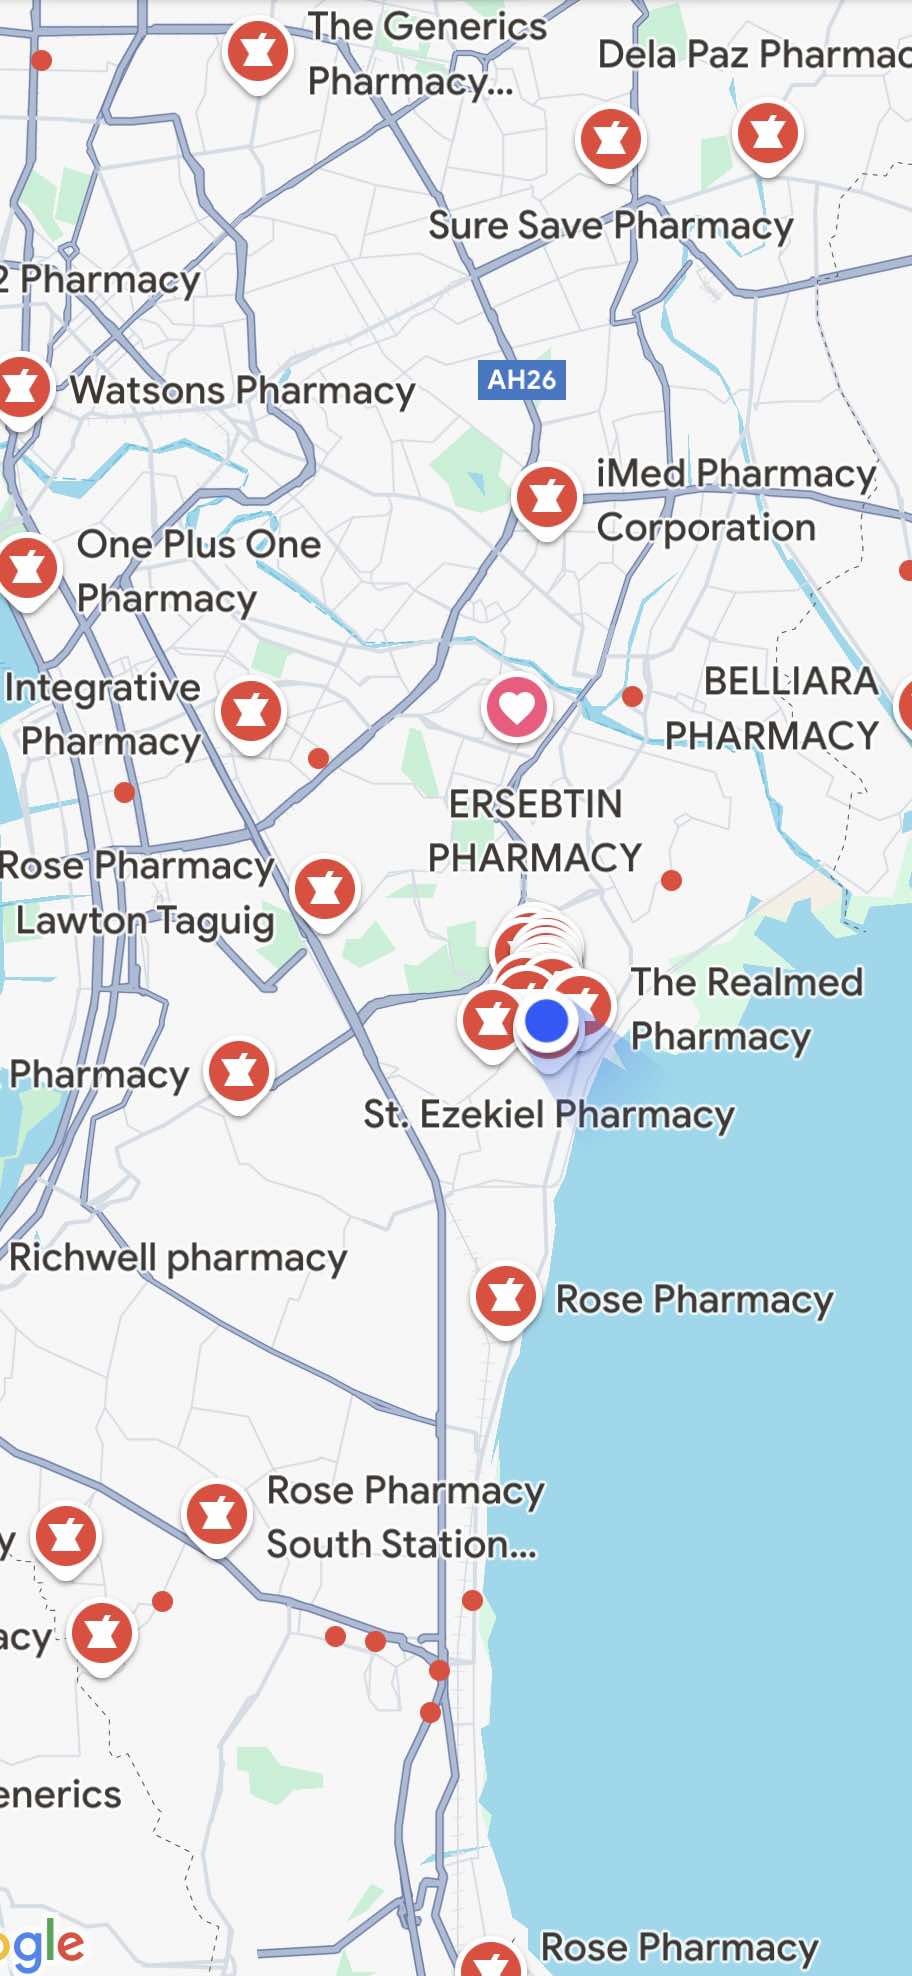 The Generics
Pharmacy...
Dela Paz Pharmac
Sure Save Pharmacy
2 Pharmacy
Watsons Pharmacy
AH26
iMed Pharmacy
Corporation
One Plus One
Pharmacy
Integrative
Pharmacy
BELLIARA
PHARMACY
ERSEBTIN
PHARMACY
Rose Pharmacy
Lawton Taguig
The Realmed
Pharmacy
Pharmacy
St. Ezekiel Pharmacy
Richwell pharmacy
Rose Pharmacy
Rose Pharmacy
South Station...
y
acy
enerics
ogle
Rose Pharmacy